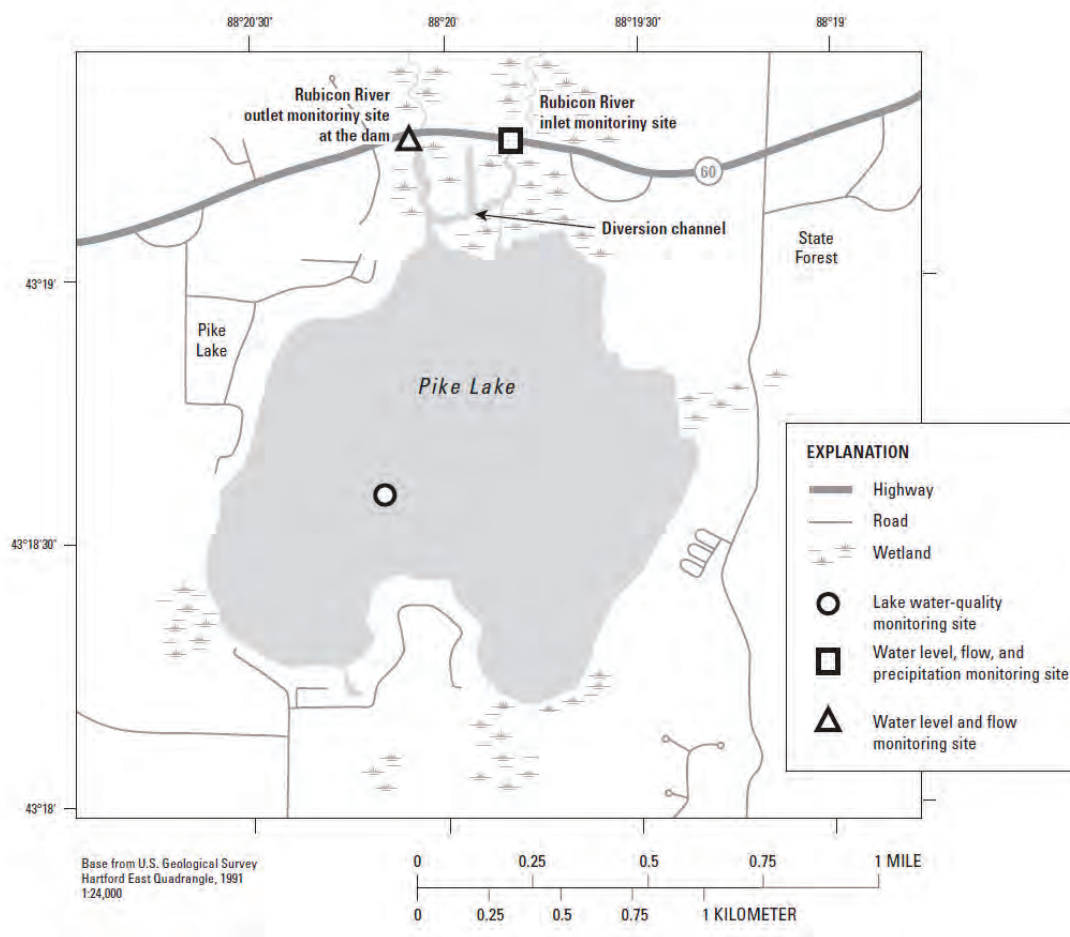 88°20'30"
88°20'
88°19'30"
88°19'
Rubicon River
outlet monitoriny site
at the dam
Rubicon River
inlet monitoriny site
60
Diversion channel
State
Forest
43°19'
Pike
Lake
Pike Lake
EXPLANATION
Highway
Road
Wetland
43°18'30"
Lake water-quality
monitoring site
Water level, flow, and
precipitation monitoring site
Water level and flow
monitoring site
43°18'
Base from U.S. Geological Survey
Hartford East Quadrangle, 1991
1:24,000
0 0.25 0.5 0.75 1 MILE
0 0.25 0.5 0.75 1 KILOMETER